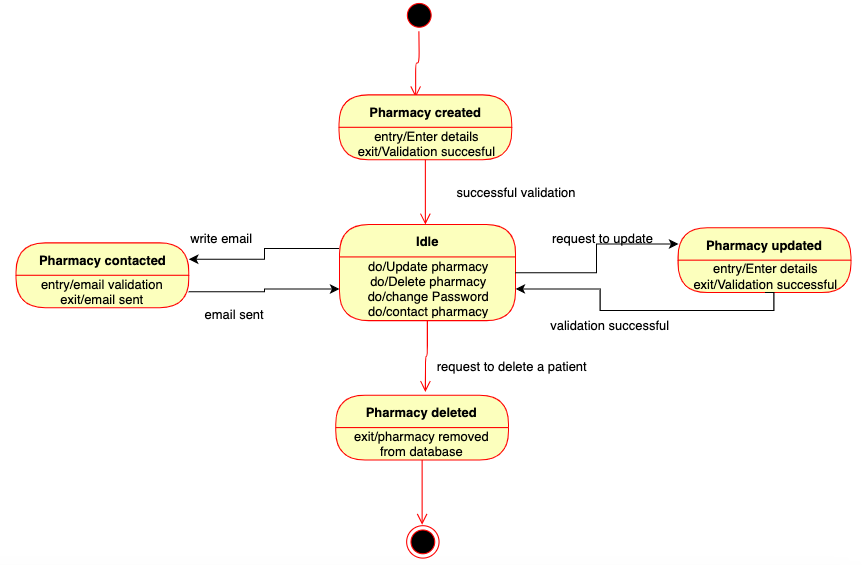 Pharmacy created
entry/Enter details
exit/Validation succesful
successful validation
write email
Pharmacy contacted
entry/email validation
exit/email sent
email sent
Idle
do/Update pharmacy
do/Delete pharmacy
do/change Password
do/contact pharmacy
request to update
Pharmacy updated
entry/Enter details
exit/Validation successful
validation successful
request to delete a patient
Pharmacy deleted
exit/pharmacy removed
from database